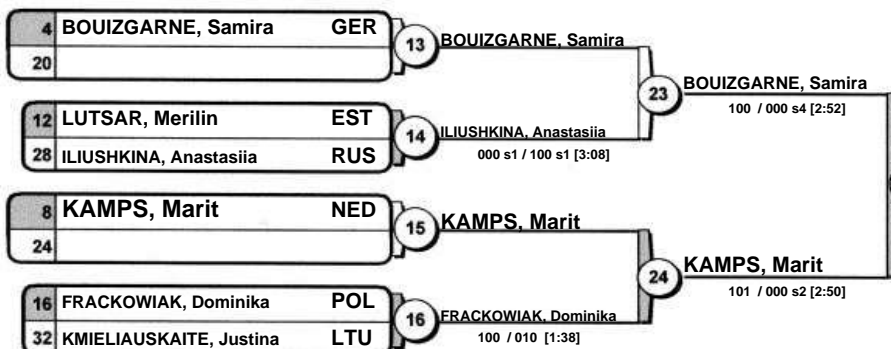 4 BOUIZGARNE, Samira GER
20
13 BOUIZGARNE, Samira
12 LUTSAR, Merilin EST
28 ILIUSHKINA, Anastasiia RUS
14 ILIUSHKINA, Anastasiia
000 s1 / 100 s1 [3:08]
23 BOUIZGARNE, Samira
100 / 000 s4 [2:52]
8 KAMPS, Marit NED
24
15 KAMPS, Marit
16 FRACKOWIAK, Dominika POL
32 KMIELIAUSKAITE, Justina LTU
16 FRACKOWIAK, Dominika
100 / 010 [1:38]
24 KAMPS, Marit
101 / 000 s2 [2:50]